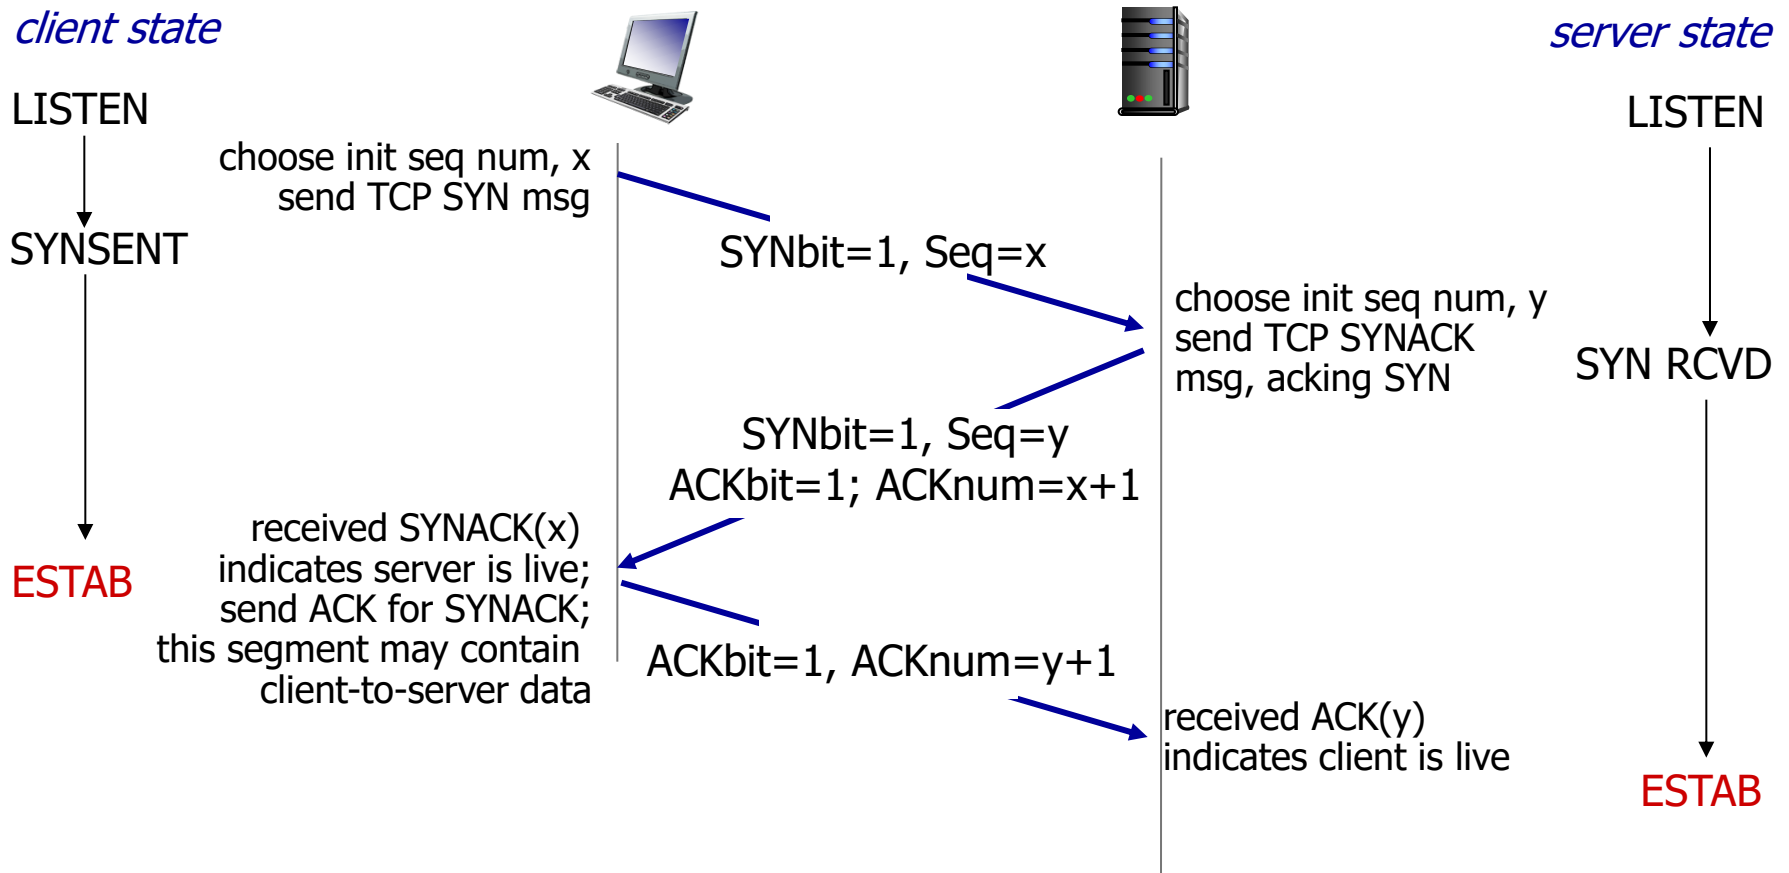 client state
server state
LISTEN
LISTEN
choose init seq num, x
send TCP SYN msg
SYNSENT
SYNbit=1, Seq=x
choose init seq num, y
send TCP SYNACK
msg, acking SYN
SYN RCVD
SYNbit=1, Seq=y
ACKbit=1; ACKnum=x+1
received SYNACK(x)
indicates server is live;
send ACK for SYNACK;
this segment may contain
client-to-server data
ESTAB
ACKbit=1, ACKnum=y+1
received ACK(y)
indicates client is live
ESTAB